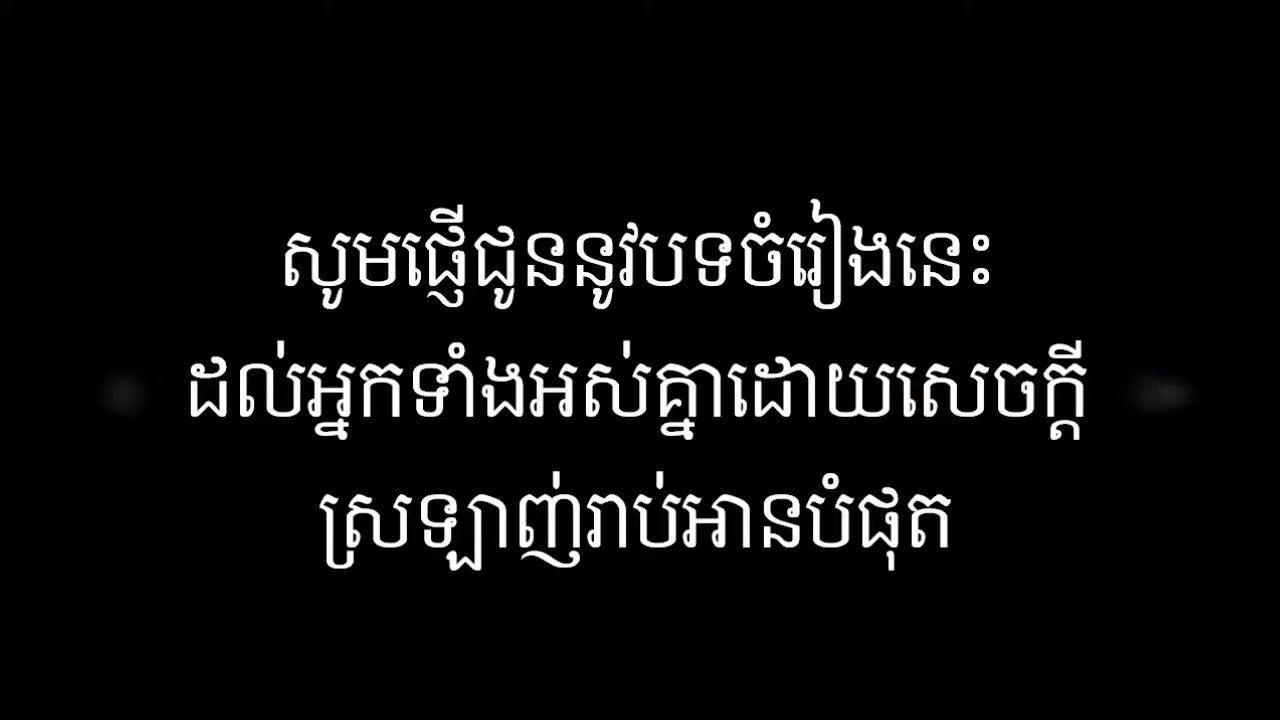 សូមផ្ញើជូននូវបទចំរៀងនេះ
ដល់អ្នកទាំងអស់គ្នាដោយសេចក្តី
ស្រឡាញ់រាប់អានបំផុត